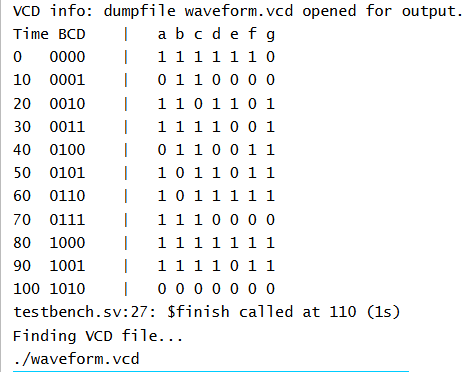 VCD info: dumpfile waveform.vcd opened for output.
Time BCD | a b c d e f g
0 0000 | 1 1 1 1 1 1 0
10 0001 | 0 1 1 0 0 0 0
20 0010 | 1 1 0 1 1 0 1
30 0011 | 1 1 1 1 0 0 1
40 0100 | 0 1 1 0 0 1 1
50 0101 | 1 0 1 1 0 1 1
60 0110 | 1 0 1 1 1 1 1
70 0111 | 1 1 1 0 0 0 0
80 1000 | 1 1 1 1 1 1 1
90 1001 | 1 1 1 1 0 1 1
100 1010 | 0 0 0 0 0 0 0
testbench.sv:27: $finish called at 110 (1s)
Finding VCD file...
./waveform.vcd